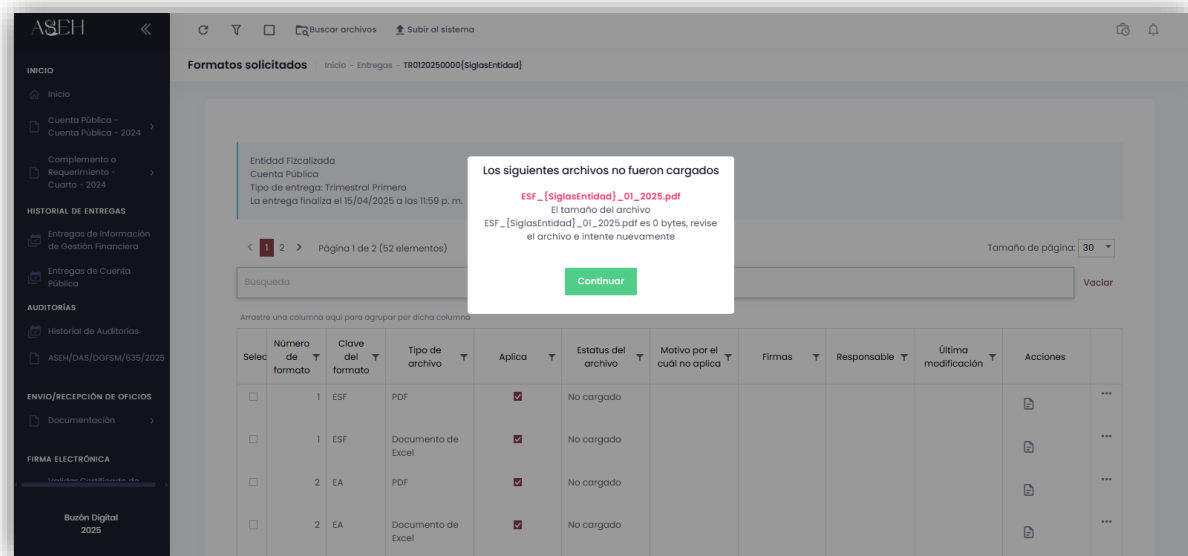 ASEH
Buscar archivos
Subir al sistema
Formatos solicitados
Inicio - Entregas - TR0120250000{SiglasEntidad}
INICIO
Inicio
Cuenta Pública -
Cuenta Pública - 2024
Complemento o
Requerimiento -
Cuarto - 2024
HISTORIAL DE ENTREGAS
Entregas de Información
de Gestión Financiera
Entregas de Cuenta
Pública
AUDITORÍAS
Historial de Auditorias
ASEH/DAS/DGFSM/635/2025
ENVIO/RECEPCIÓN DE OFICIOS
Documentación
FIRMA ELECTRÓNICA
Validar Certificado de
Buzón Digital
2025
Entidad Fizcalizada
Cuenta Pública
Tipo de entrega: Trimestral Primero
La entrega finaliza el 15/04/2025 a las 11:59 p. m.
Los siguientes archivos no fueron cargados
ESF_{SiglasEntidad}_01_2025.pdf
El tamaño del archivo
ESF_{SiglasEntidad}_01_2025.pdf es 0 bytes, revise
el archivo e intente nuevamente
Continuar
1 2 Página 1 de 2 (52 elementos)
Tamaño de página: 30
Búsqueda
Vaciar
Arrastre una columna aquí para agrupar por dicha columna
Selec
Número
de
formato
Clave
del
formato
Tipo de
archivo
Aplica
Estatus del
archivo
Motivo por el
cuál no aplica
Firmas
Responsable
Última
modificación
Acciones
1 ESF PDF No cargado
1 ESF Documento de No cargado
Excel
2 EA PDF No cargado
2 EA Documento de No cargado
Excel